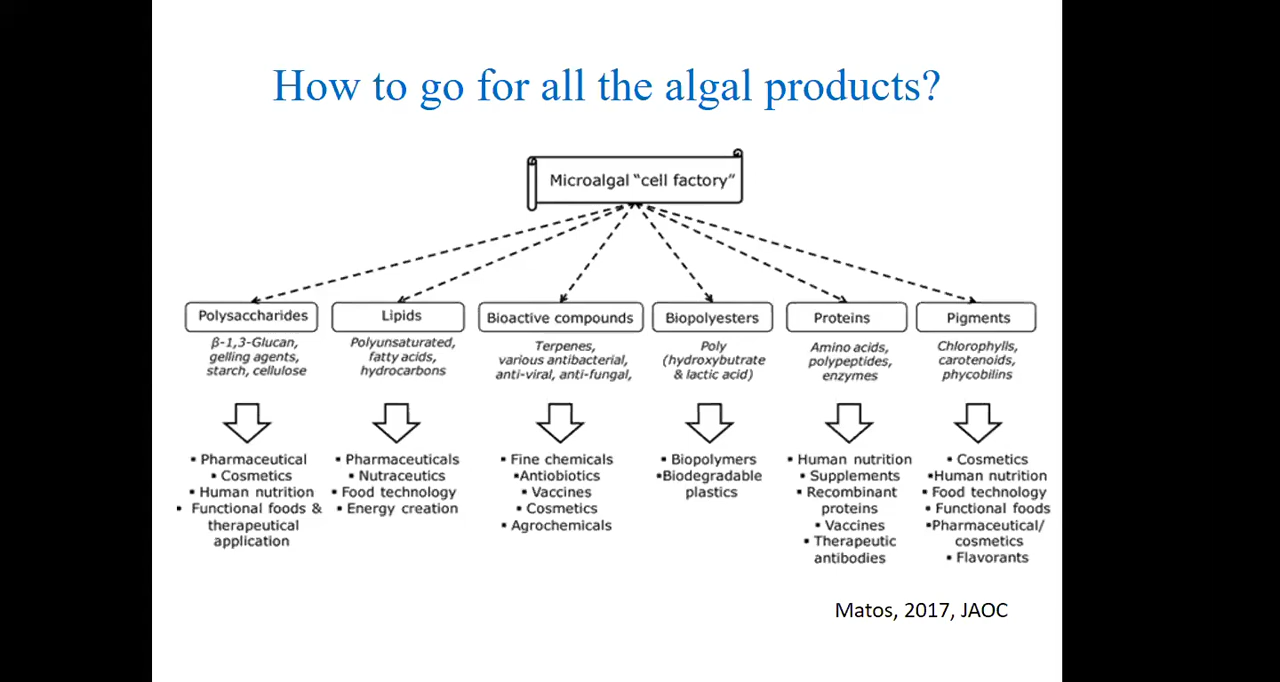 How to go for all the algal products?
Microalgal “cell factory”
Polysaccharides
β-1,3-Glucan,
gelling agents,
starch, cellulose
▪ Pharmaceutical
▪ Cosmetics
▪ Human nutrition
▪ Functional foods &
therapeutical
application
Lipids
Polyunsaturated,
fatty acids,
hydrocarbons
▪ Pharmaceuticals
▪ Nutraceutics
▪ Food technology
▪ Energy creation
Bioactive compounds
Terpenes,
various antibacterial,
anti-viral, anti-fungal,
▪ Fine chemicals
▪Antibiotics
▪ Vaccines
▪ Cosmetics
▪ Agrochemicals
Biopolyesters
Poly
(hydroxybutrate
& lactic acid)
▪ Biopolymers
▪Biodegradable
plastics
Proteins
Amino acids,
polypeptides,
enzymes
▪ Human nutrition
▪ Supplements
▪ Recombinant
proteins
▪ Vaccines
▪ Therapeutic
antibodies
Pigments
Chlorophylls,
carotenoids,
phycobilins
▪ Cosmetics
▪Human nutrition
▪ Food technology
▪ Functional foods
▪Pharmaceutical/
cosmetics
▪ Flavorants
Matos, 2017, JAOC